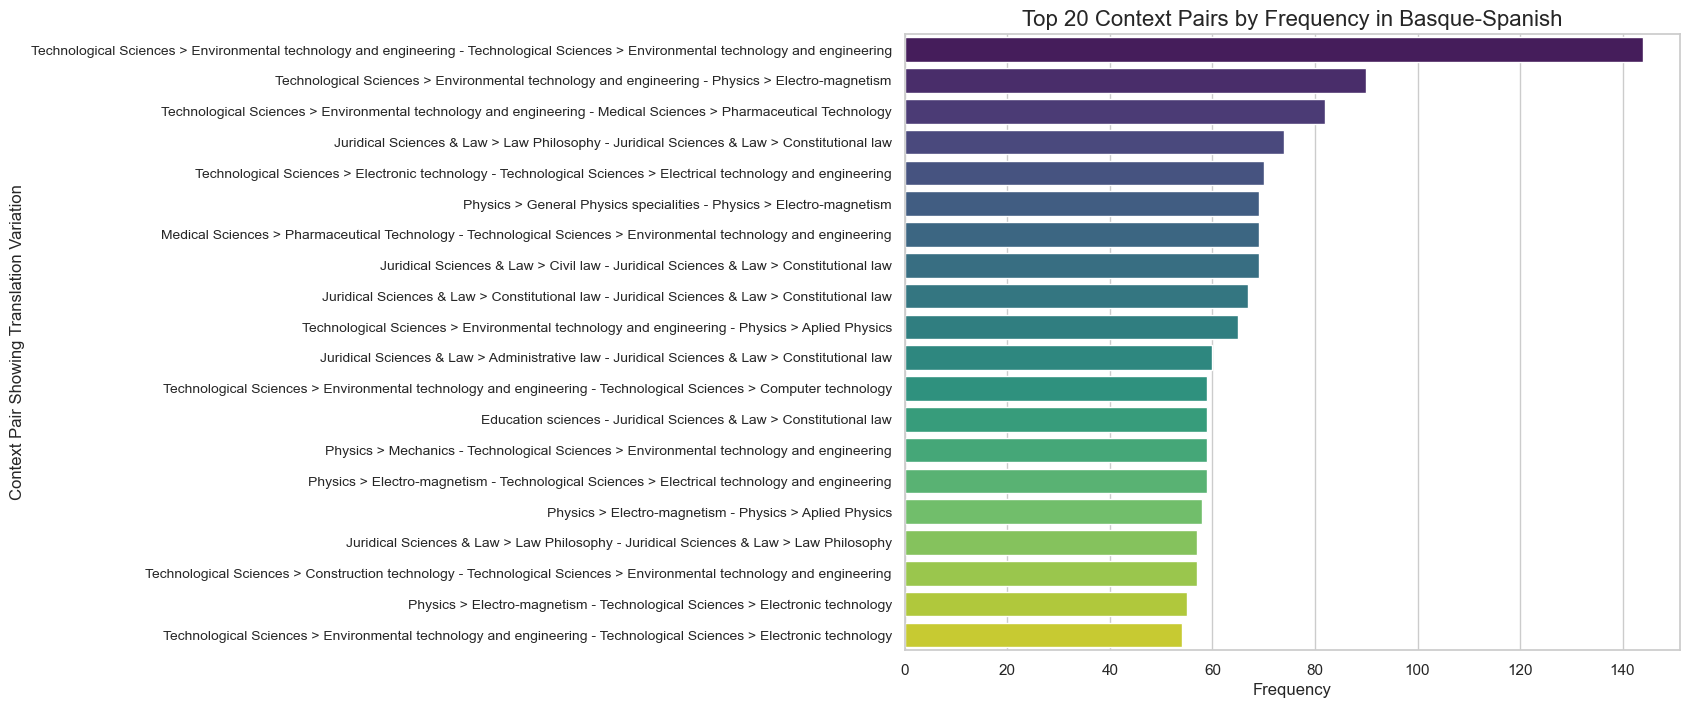 Top 20 Context Pairs by Frequency in Basque-Spanish
Context Pair Showing Translation Variation
Technological Sciences > Environmental technology and engineering - Technological Sciences > Environmental technology and engineering
Technological Sciences > Environmental technology and engineering - Physics > Electro-magnetism
Technological Sciences > Environmental technology and engineering - Medical Sciences > Pharmaceutical Technology
Juridical Sciences & Law > Law Philosophy - Juridical Sciences & Law > Constitutional law
Technological Sciences > Electronic technology - Technological Sciences > Electrical technology and engineering
Physics > General Physics specialities - Physics > Electro-magnetism
Medical Sciences > Pharmaceutical Technology - Technological Sciences > Environmental technology and engineering
Juridical Sciences & Law > Civil law - Juridical Sciences & Law > Constitutional law
Juridical Sciences & Law > Constitutional law - Juridical Sciences & Law > Constitutional law
Technological Sciences > Environmental technology and engineering - Physics > Aplied Physics
Juridical Sciences & Law > Administrative law - Juridical Sciences & Law > Constitutional law
Technological Sciences > Environmental technology and engineering - Technological Sciences > Computer technology
Education sciences - Juridical Sciences & Law > Constitutional law
Physics > Mechanics - Technological Sciences > Environmental technology and engineering
Physics > Electro-magnetism - Technological Sciences > Electrical technology and engineering
Physics > Electro-magnetism - Physics > Aplied Physics
Juridical Sciences & Law > Law Philosophy - Juridical Sciences & Law > Law Philosophy
Technological Sciences > Construction technology - Technological Sciences > Environmental technology and engineering
Physics > Electro-magnetism - Technological Sciences > Electronic technology
Technological Sciences > Environmental technology and engineering - Technological Sciences > Electronic technology
0 20 40 60 80 100 120 140
Frequency